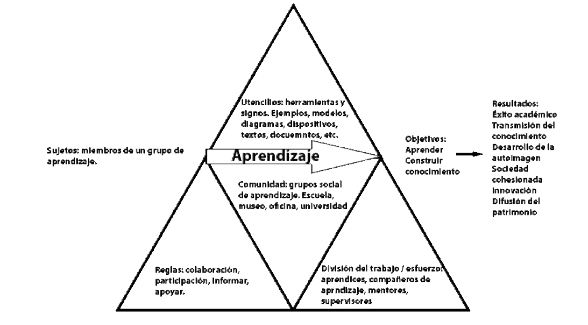 Utencilios: herramientas y
signos. Ejemplos, modelos,
diagramas, dispositivos,
textos, docuemntos, etc.
Sujetos: miembros de un grupo de
aprendizaje.
Aprendizaje
Objetivos:
Aprender
Construir
conocimiento
Resultados:
Éxito académico
Transmisión del
conocimiento
Desarrollo de la
autoimagen
Sociedad
cohesionada
Innovación
Difusión del
patrimonio
Comunidad: grupos social
de aprendizaje. Escuela,
museo, oficina, universidad
Reglas: colaboración,
participación, informar,
apoyar.
División del trabajo / esfuerzo:
aprendices, compañeros de
aprndizaje, mentores,
supervisores